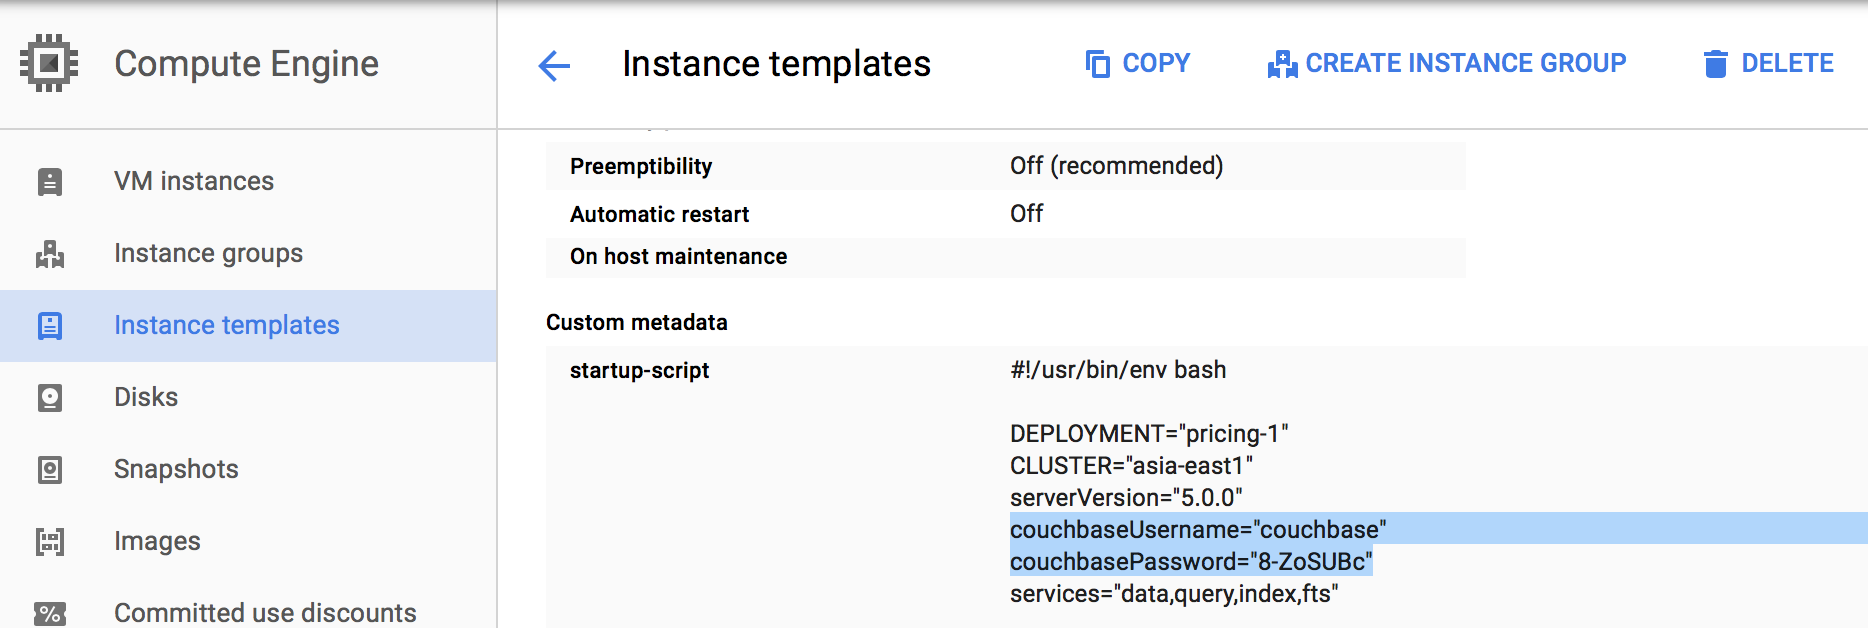 Compute Engine
Instance templates
COPY
CREATE INSTANCE GROUP
DELETE
VM instances
Instance groups
Instance templates
Disks
Snapshots
Images
Committed use discounts
Preemptibility Off (recommended)
Automatic restart Off
On host maintenance
Custom metadata
startup-script #!/usr/bin/env bash
DEPLOYMENT="pricing-1"
CLUSTER="asia-east1"
serverVersion="5.0.0"
couchbaseUsername="couchbase"
couchbasePassword="8-ZoSUBc"
services="data,query,index,fts"